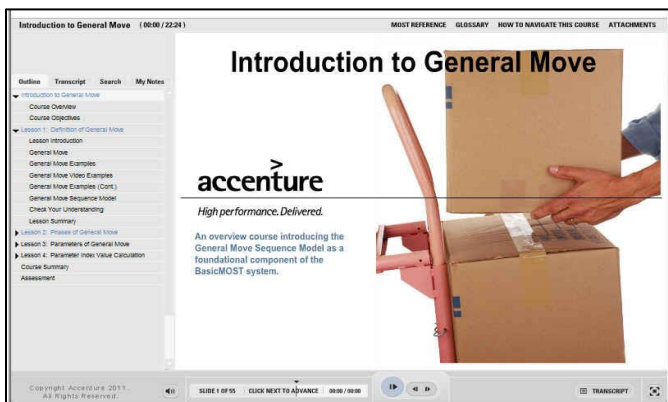 Introduction to General Move (00:00 / 22:24)
MOST REFERENCE GLOSSARY HOW TO NAVIGATE THIS COURSE ATTACHMENTS
Outline Transcript Search My Notes
Introduction to General Move
Course Overview
Course Objectives
Lesson 1: Definition of General Move
Lesson Introduction
General Move
General Move Examples
General Move Video Examples
General Move Examples (Cont.)
General Move Sequence Model
Check Your Understanding
Lesson Summary
Lesson 2: Phases of General Move
Lesson 3: Parameters of General Move
Lesson 4: Parameter Index Value Calculation
Course Summary
Assessment
Introduction to General Move
>
accenture
High performance. Delivered.
An overview course introducing the
General Move Sequence Model as a
foundational component of the
BasicMOST system.
Copyright Accenture 2011.
All Rights Reserved.
SLIDE 1 OF 55 CLICK NEXT TO ADVANCE 00:00 / 00:00
TRANSCRIPT